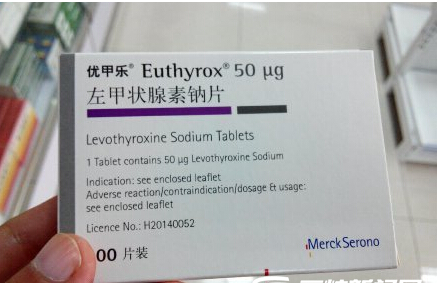 优甲乐® Euthyrox® 50 µg
左甲状腺素钠片
Levothyroxine Sodium Tablets
1 Tablet contains 50 µg Levothyroxine Sodium
Indication: see enclosed leaflet
Adverse reaction/contraindication/dosage & usage:
see enclosed leaflet
Licence No.: H20140052
00 片装
MerckSerono